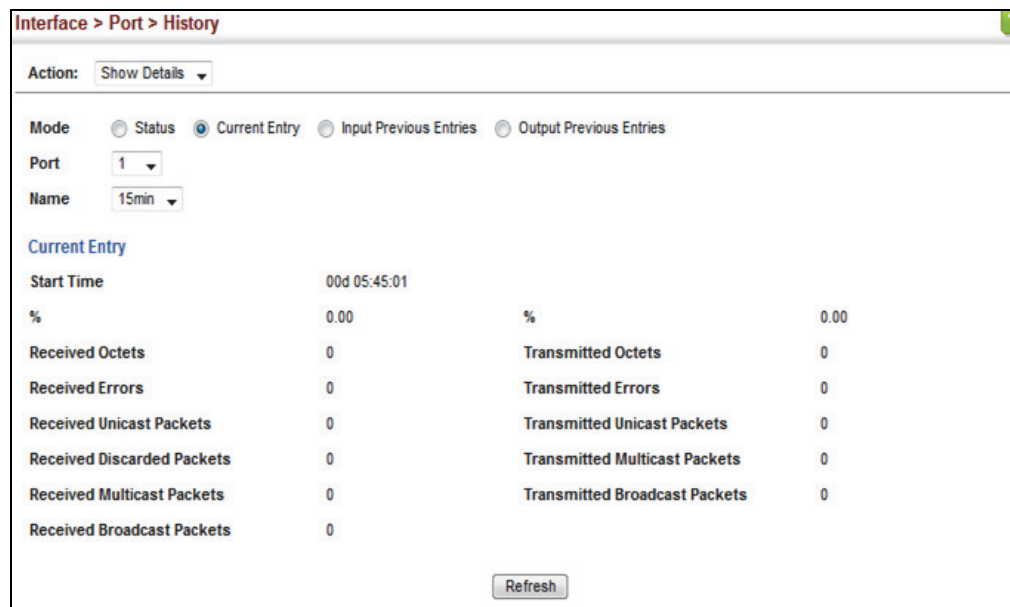 Interface > Port > History
Action: Show Details
Mode Status Current Entry Input Previous Entries Output Previous Entries
Port 1
Name 15min
Current Entry
Start Time 00d 05:45:01
% 0.00 % 0.00
Received Octets 0 Transmitted Octets 0
Received Errors 0 Transmitted Errors 0
Received Unicast Packets 0 Transmitted Unicast Packets 0
Received Discarded Packets 0 Transmitted Multicast Packets 0
Received Multicast Packets 0 Transmitted Broadcast Packets 0
Received Broadcast Packets 0
Refresh